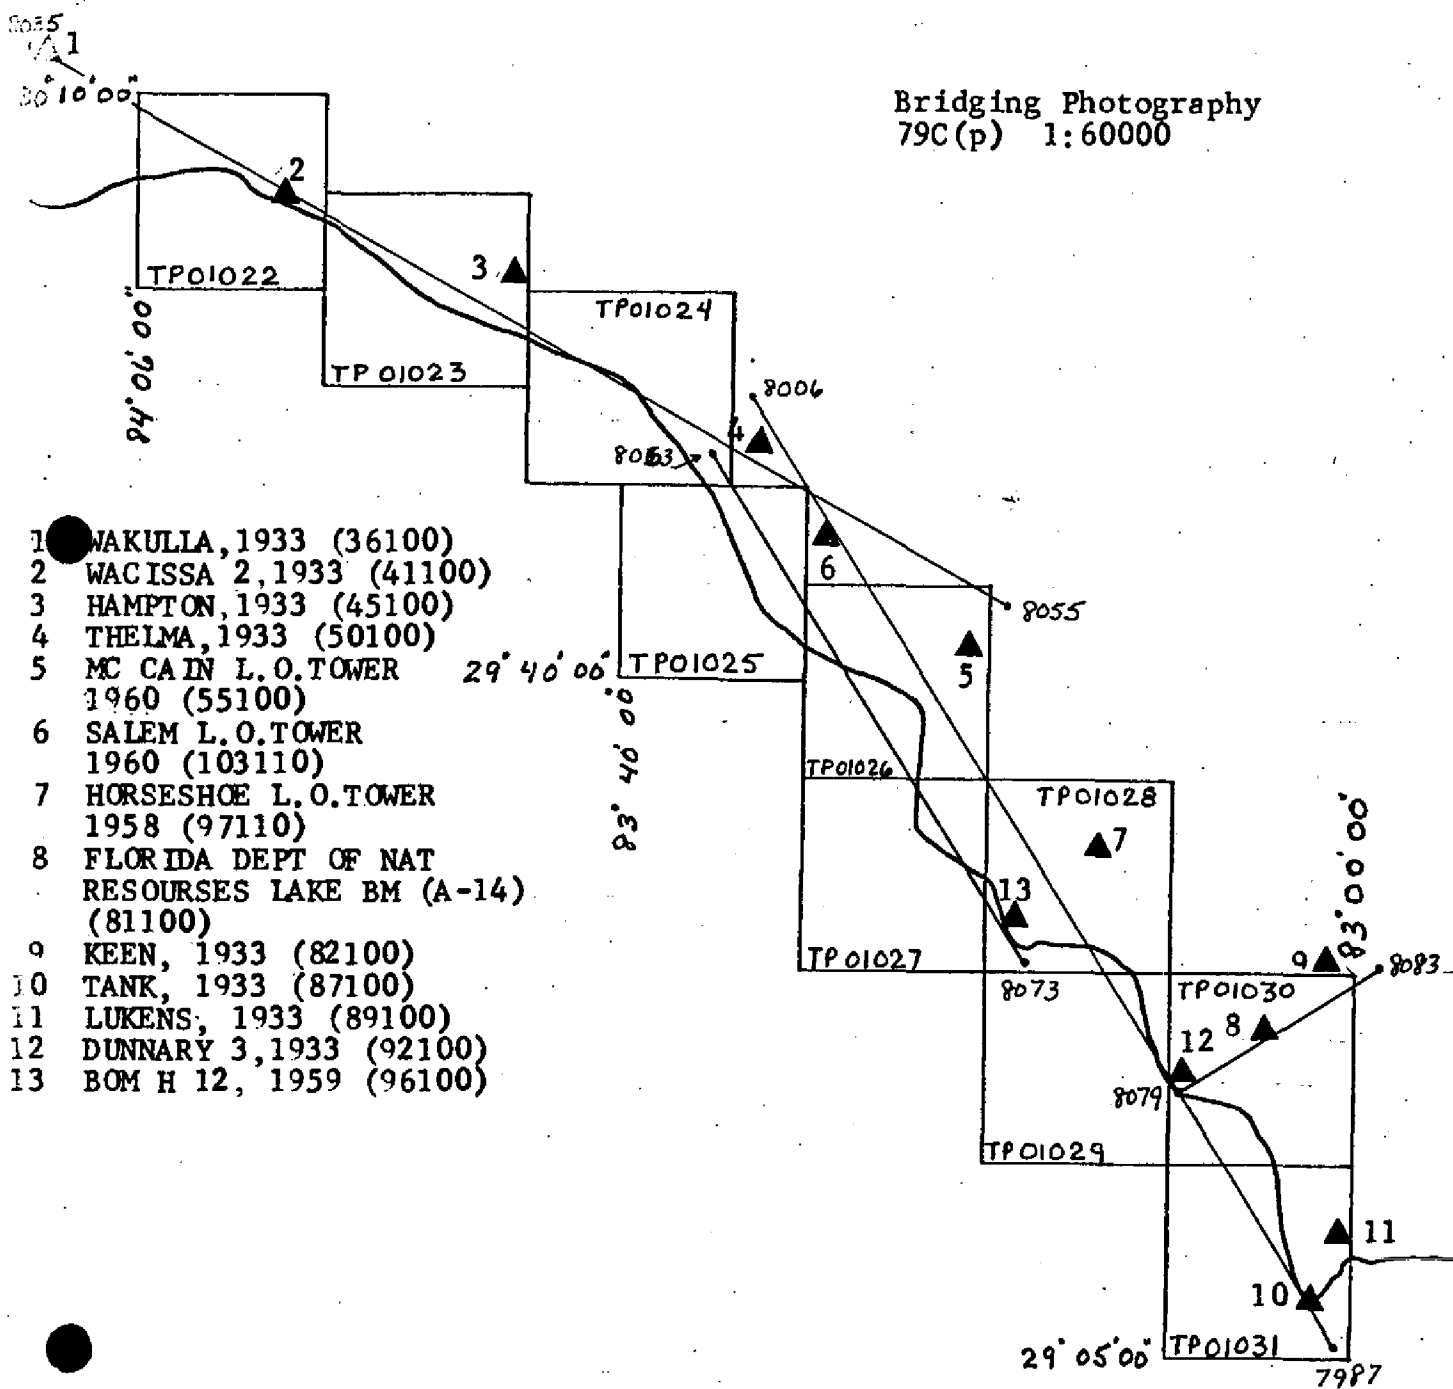 8035
1
30° 10' 00"
Bridging Photography
79C(p) 1:60000
2
TP01022
3
TP01024
TP 01023
84° 06' 00"
8006
4
8063
1 WAKULLA,1933 (36100)
2 WACISSA 2,1933 (41100)
3 HAMPTON,1933 (45100)
4 THELMA,1933 (50100)
5 MC CAIN L.O.TOWER
1960 (55100)
6 SALEM L.O.TOWER
1960 (103110)
7 HORSESHOE L.O.TOWER
1958 (97110)
8 FLORIDA DEPT OF NAT
RESOURSES LAKE BM (A-14)
(81100)
9 KEEN, 1933 (82100)
10 TANK, 1933 (87100)
11 LUKENS, 1933 (89100)
12 DUNNARY 3,1933 (92100)
13 BOM H 12, 1959 (96100)
6
8055
5
29° 40' 00"
TP01025
83° 40' 00"
TP01026
TP01028
7
83° 00' 00"
13
9
8083
TP 01027
8073
TP01030
8
12
8079
TP01029
11
10
29° 05' 00"
TP01031
7987